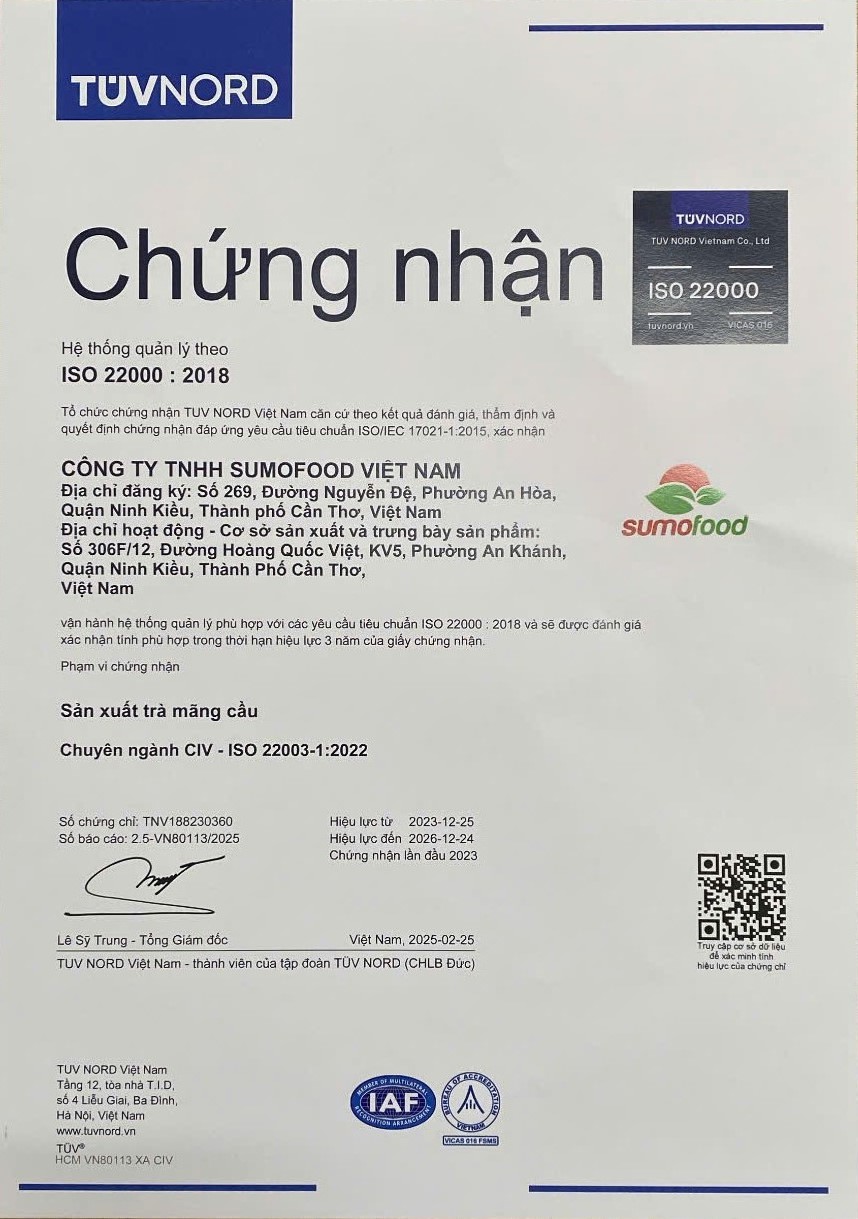 TÜVNORD
TÜVNORD
TUV NORD Vietnam Co., Ltd
ISO 22000
tuvnord.vn
VICAS 016
Chứng nhận
Hệ thống quản lý theo
ISO 22000 : 2018
Tổ chức chứng nhận TUV NORD Việt Nam căn cứ theo kết quả đánh giá, thẩm định và
quyết định chứng nhận đáp ứng yêu cầu tiêu chuẩn ISO/IEC 17021-1:2015, xác nhận
CÔNG TY TNHH SUMOFOOD VIỆT NAM
Địa chỉ đăng ký: Số 269, Đường Nguyễn Đệ, Phường An Hòa,
Quận Ninh Kiều, Thành phố Cần Thơ, Việt Nam
Địa chỉ hoạt động - Cơ sở sản xuất và trưng bày sản phẩm:
Số 306F/12, Đường Hoàng Quốc Việt, KV5, Phường An Khánh,
Quận Ninh Kiều, Thành Phố Cần Thơ,
Việt Nam
sumofood
vận hành hệ thống quản lý phù hợp với các yêu cầu tiêu chuẩn ISO 22000 : 2018 và sẽ được đánh giá
xác nhận tính phù hợp trong thời hạn hiệu lực 3 năm của giấy chứng nhận.
Phạm vi chứng nhận
Sản xuất trà mãng cầu
Chuyên ngành CIV - ISO 22003-1:2022
Số chứng chỉ: TNV188230360
Số báo cáo: 2.5-VN80113/2025
Hiệu lực từ 2023-12-25
Hiệu lực đến 2026-12-24
Chứng nhận lần đầu 2023
Lê Sỹ Trung - Tổng Giám đốc
Việt Nam, 2025-02-25
TUV NORD Việt Nam - thành viên của tập đoàn TÜV NORD (CHLB Đức)
Truy cập cơ sở dữ liệu
để xác minh tính
hiệu lực của chứng chỉ
TUV NORD Việt Nam
Tầng 12, tòa nhà T.I.D,
số 4 Liễu Giai, Ba Đình,
Hà Nội, Việt Nam
www.tuvnord.vn
TÜV®
HCM VN80113 XA CIV
MEMBER OF MULTILATERAL
IAF
RECOGNITION ARRANGEMENT
BUREAU OF ACCREDITATION
VIETNAM
VICAS 016 FSMS